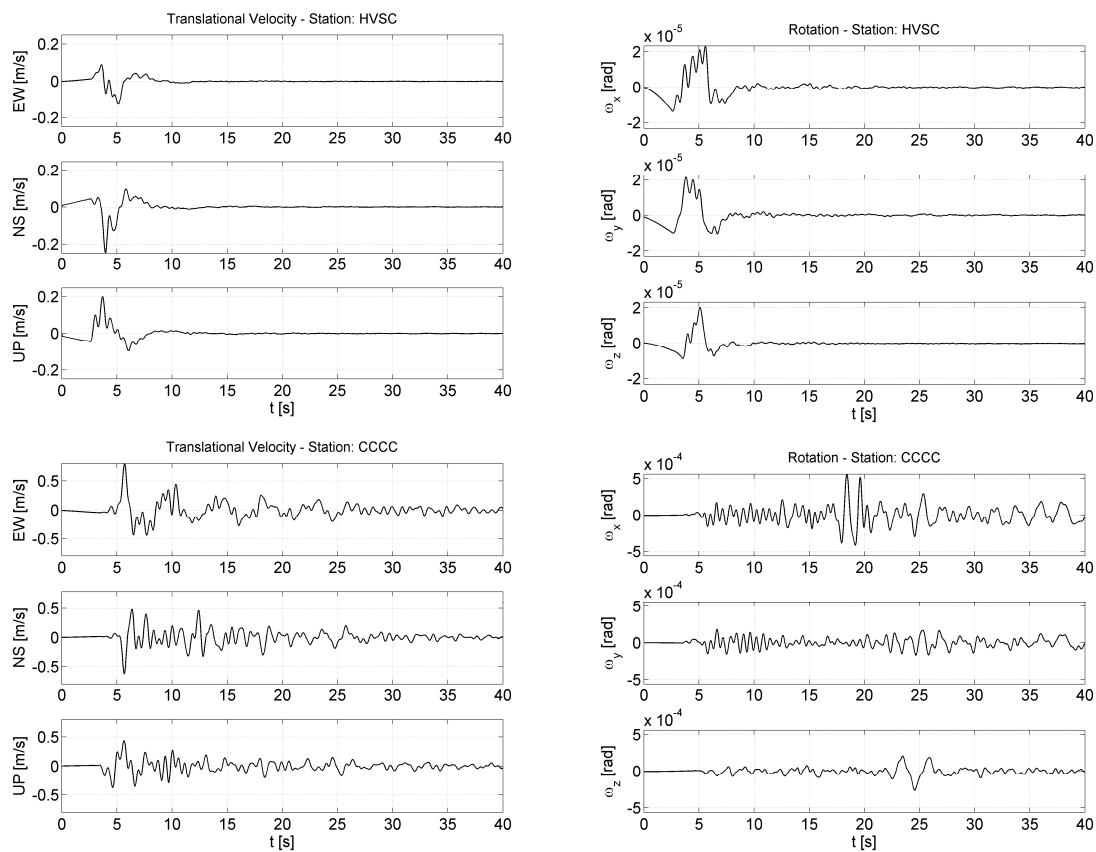 Translational Velocity - Station: HVSC
EW [m/s]
0.2
0
-0.2
0 5 10 15 20 25 30 35 40
NS [m/s]
0.2
0
-0.2
0 5 10 15 20 25 30 35 40
UP [m/s]
0.2
0
-0.2
0 5 10 15 20 25 30 35 40
t [s]
Rotation - Station: HVSC
x 10⁻⁵
ωx [rad]
2
0
-2
0 5 10 15 20 25 30 35 40
x 10⁻⁵
ωy [rad]
2
0
-2
0 5 10 15 20 25 30 35 40
x 10⁻⁵
ωz [rad]
2
0
-2
0 5 10 15 20 25 30 35 40
t [s]
Translational Velocity - Station: CCCC
EW [m/s]
0.5
0
-0.5
0 5 10 15 20 25 30 35 40
NS [m/s]
0.5
0
-0.5
0 5 10 15 20 25 30 35 40
UP [m/s]
0.5
0
-0.5
0 5 10 15 20 25 30 35 40
t [s]
Rotation - Station: CCCC
x 10⁻⁴
ωx [rad]
5
0
-5
0 5 10 15 20 25 30 35 40
x 10⁻⁴
ωy [rad]
5
0
-5
0 5 10 15 20 25 30 35 40
x 10⁻⁴
ωz [rad]
5
0
-5
0 5 10 15 20 25 30 35 40
t [s]